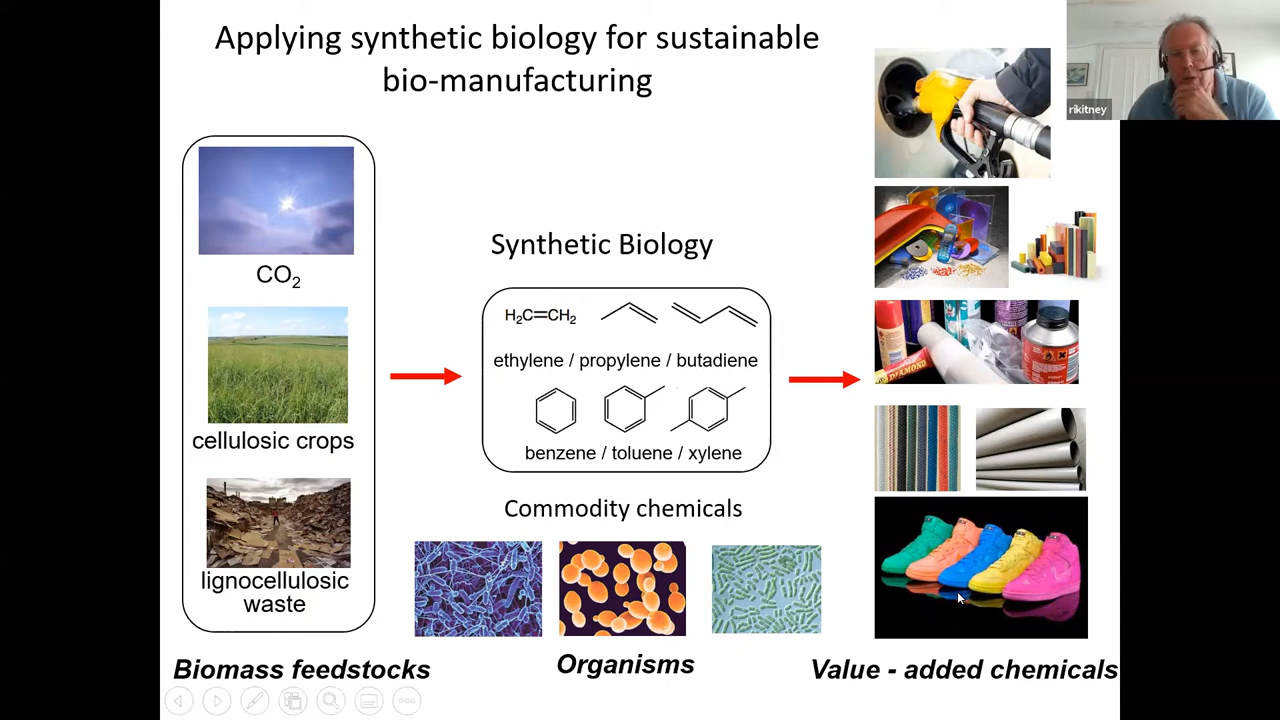 Applying synthetic biology for sustainable
bio-manufacturing
rikitney
CO2
cellulosic crops
lignocellulosic
waste
Biomass feedstocks
Synthetic Biology
H2C=CH2
ethylene / propylene / butadiene
benzene / toluene / xylene
Commodity chemicals
Organisms
DIAMOND
Value - added chemicals